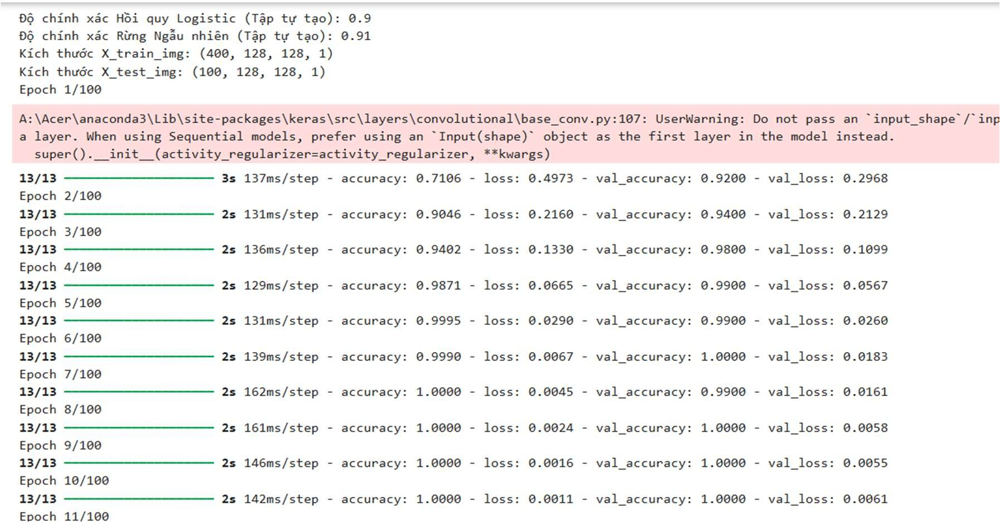 Độ chính xác Hồi quy Logistic (Tập tự tạo): 0.9
Độ chính xác Rừng Ngẫu nhiên (Tập tự tạo): 0.91
Kích thước X_train_img: (400, 128, 128, 1)
Kích thước X_test_img: (100, 128, 128, 1)
Epoch 1/100
A:\Acer\anaconda3\Lib\site-packages\keras\src\layers\convolutional\base_conv.py:107: UserWarning: Do not pass an `input_shape`/`inp
a layer. When using Sequential models, prefer using an `Input(shape)` object as the first layer in the model instead.
super().__init__(activity_regularizer=activity_regularizer, **kwargs)
13/13 ━━━━━━━━━━━━━━━━━━━━ 3s 137ms/step - accuracy: 0.7106 - loss: 0.4973 - val_accuracy: 0.9200 - val_loss: 0.2968
Epoch 2/100
13/13 ━━━━━━━━━━━━━━━━━━━━ 2s 131ms/step - accuracy: 0.9046 - loss: 0.2160 - val_accuracy: 0.9400 - val_loss: 0.2129
Epoch 3/100
13/13 ━━━━━━━━━━━━━━━━━━━━ 2s 136ms/step - accuracy: 0.9402 - loss: 0.1330 - val_accuracy: 0.9800 - val_loss: 0.1099
Epoch 4/100
13/13 ━━━━━━━━━━━━━━━━━━━━ 2s 129ms/step - accuracy: 0.9871 - loss: 0.0665 - val_accuracy: 0.9900 - val_loss: 0.0567
Epoch 5/100
13/13 ━━━━━━━━━━━━━━━━━━━━ 2s 131ms/step - accuracy: 0.9995 - loss: 0.0290 - val_accuracy: 0.9900 - val_loss: 0.0260
Epoch 6/100
13/13 ━━━━━━━━━━━━━━━━━━━━ 2s 139ms/step - accuracy: 0.9990 - loss: 0.0067 - val_accuracy: 1.0000 - val_loss: 0.0183
Epoch 7/100
13/13 ━━━━━━━━━━━━━━━━━━━━ 2s 162ms/step - accuracy: 1.0000 - loss: 0.0045 - val_accuracy: 0.9900 - val_loss: 0.0161
Epoch 8/100
13/13 ━━━━━━━━━━━━━━━━━━━━ 2s 161ms/step - accuracy: 1.0000 - loss: 0.0024 - val_accuracy: 1.0000 - val_loss: 0.0058
Epoch 9/100
13/13 ━━━━━━━━━━━━━━━━━━━━ 2s 146ms/step - accuracy: 1.0000 - loss: 0.0016 - val_accuracy: 1.0000 - val_loss: 0.0055
Epoch 10/100
13/13 ━━━━━━━━━━━━━━━━━━━━ 2s 142ms/step - accuracy: 1.0000 - loss: 0.0011 - val_accuracy: 1.0000 - val_loss: 0.0061
Epoch 11/100